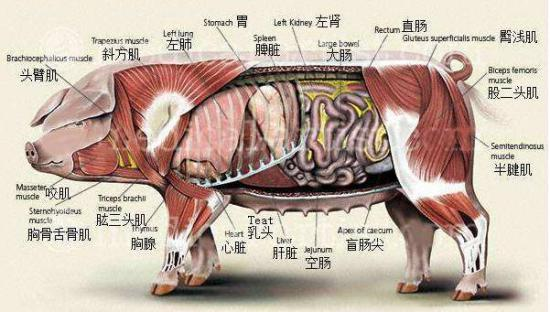 Stomach 胃
Left Kidney 左肾
Rectum 直肠
Left lung
左肺
Spleen
脾脏
Large bowel
大肠
Gluteus superficialis muscle 臀浅肌
Trapezius muscle
斜方肌
Brachiocephalicus muscle
头臂肌
Biceps femoris
muscle
股二头肌
Semitendinosus
muscle
半腱肌
Masseter
muscle 咬肌
Triceps brachii
muscle
肱三头肌
Sternohyoideus
muscle
胸骨舌骨肌
Thymus
胸腺
Heart
心脏
Teat
乳头
Liver
肝脏
Jejunum
空肠
Apex of caecum
盲肠尖